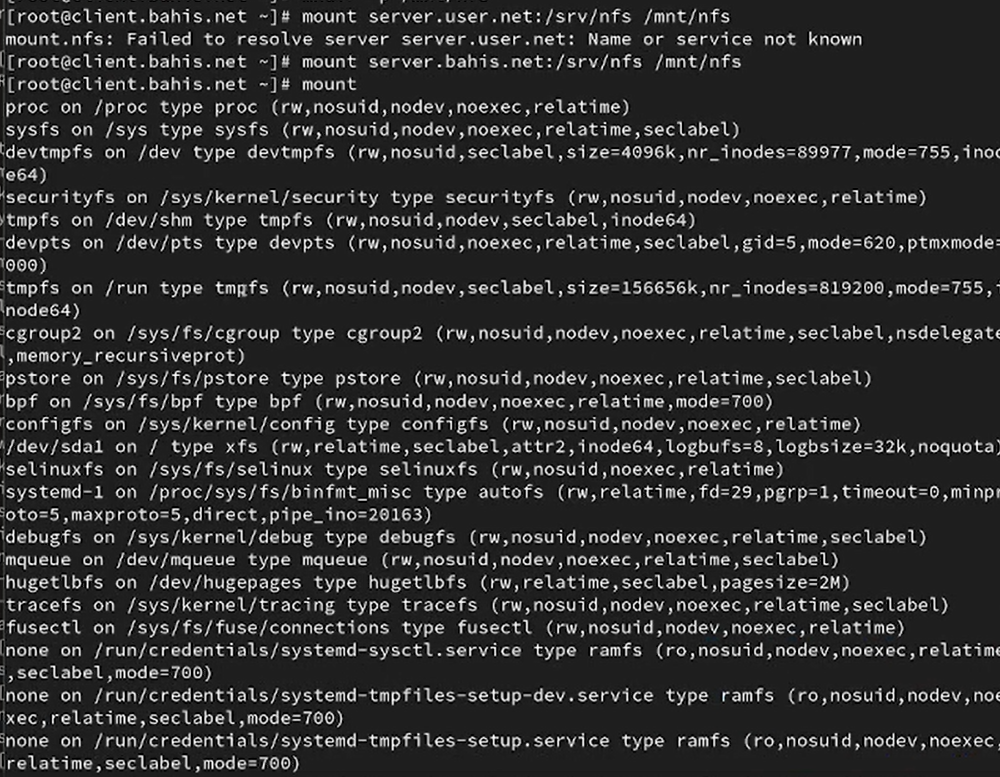 [root@client.bahis.net ~]# mount server.user.net:/srv/nfs /mnt/nfs
mount.nfs: Failed to resolve server server.user.net: Name or service not known
[root@client.bahis.net ~]# mount server.bahis.net:/srv/nfs /mnt/nfs
[root@client.bahis.net ~]# mount
proc on /proc type proc (rw,nosuid,nodev,noexec,relatime)
sysfs on /sys type sysfs (rw,nosuid,nodev,noexec,relatime,seclabel)
devtmpfs on /dev type devtmpfs (rw,nosuid,seclabel,size=4096k,nr_inodes=89977,mode=755,inod
e64)
securityfs on /sys/kernel/security type securityfs (rw,nosuid,nodev,noexec,relatime)
tmpfs on /dev/shm type tmpfs (rw,nosuid,nodev,seclabel,inode64)
devpts on /dev/pts type devpts (rw,nosuid,noexec,relatime,seclabel,gid=5,mode=620,ptmxmode=
000)
tmpfs on /run type tmpfs (rw,nosuid,nodev,seclabel,size=156656k,nr_inodes=819200,mode=755,i
node64)
cgroup2 on /sys/fs/cgroup type cgroup2 (rw,nosuid,nodev,noexec,relatime,seclabel,nsdelegate
,memory_recursiveprot)
pstore on /sys/fs/pstore type pstore (rw,nosuid,nodev,noexec,relatime,seclabel)
bpf on /sys/fs/bpf type bpf (rw,nosuid,nodev,noexec,relatime,mode=700)
configfs on /sys/kernel/config type configfs (rw,nosuid,nodev,noexec,relatime)
/dev/sda1 on / type xfs (rw,relatime,seclabel,attr2,inode64,logbufs=8,logbsize=32k,noquota)
selinuxfs on /sys/fs/selinux type selinuxfs (rw,nosuid,noexec,relatime)
systemd-1 on /proc/sys/fs/binfmt_misc type autofs (rw,relatime,fd=29,pgrp=1,timeout=0,minpr
oto=5,maxproto=5,direct,pipe_ino=20163)
debugfs on /sys/kernel/debug type debugfs (rw,nosuid,nodev,noexec,relatime,seclabel)
mqueue on /dev/mqueue type mqueue (rw,nosuid,nodev,noexec,relatime,seclabel)
hugetlbfs on /dev/hugepages type hugetlbfs (rw,relatime,seclabel,pagesize=2M)
tracefs on /sys/kernel/tracing type tracefs (rw,nosuid,nodev,noexec,relatime,seclabel)
fusectl on /sys/fs/fuse/connections type fusectl (rw,nosuid,nodev,noexec,relatime)
none on /run/credentials/systemd-sysctl.service type ramfs (ro,nosuid,nodev,noexec,relatime
,seclabel,mode=700)
none on /run/credentials/systemd-tmpfiles-setup-dev.service type ramfs (ro,nosuid,nodev,noe
xec,relatime,seclabel,mode=700)
none on /run/credentials/systemd-tmpfiles-setup.service type ramfs (ro,nosuid,nodev,noexec,
relatime,seclabel,mode=700)